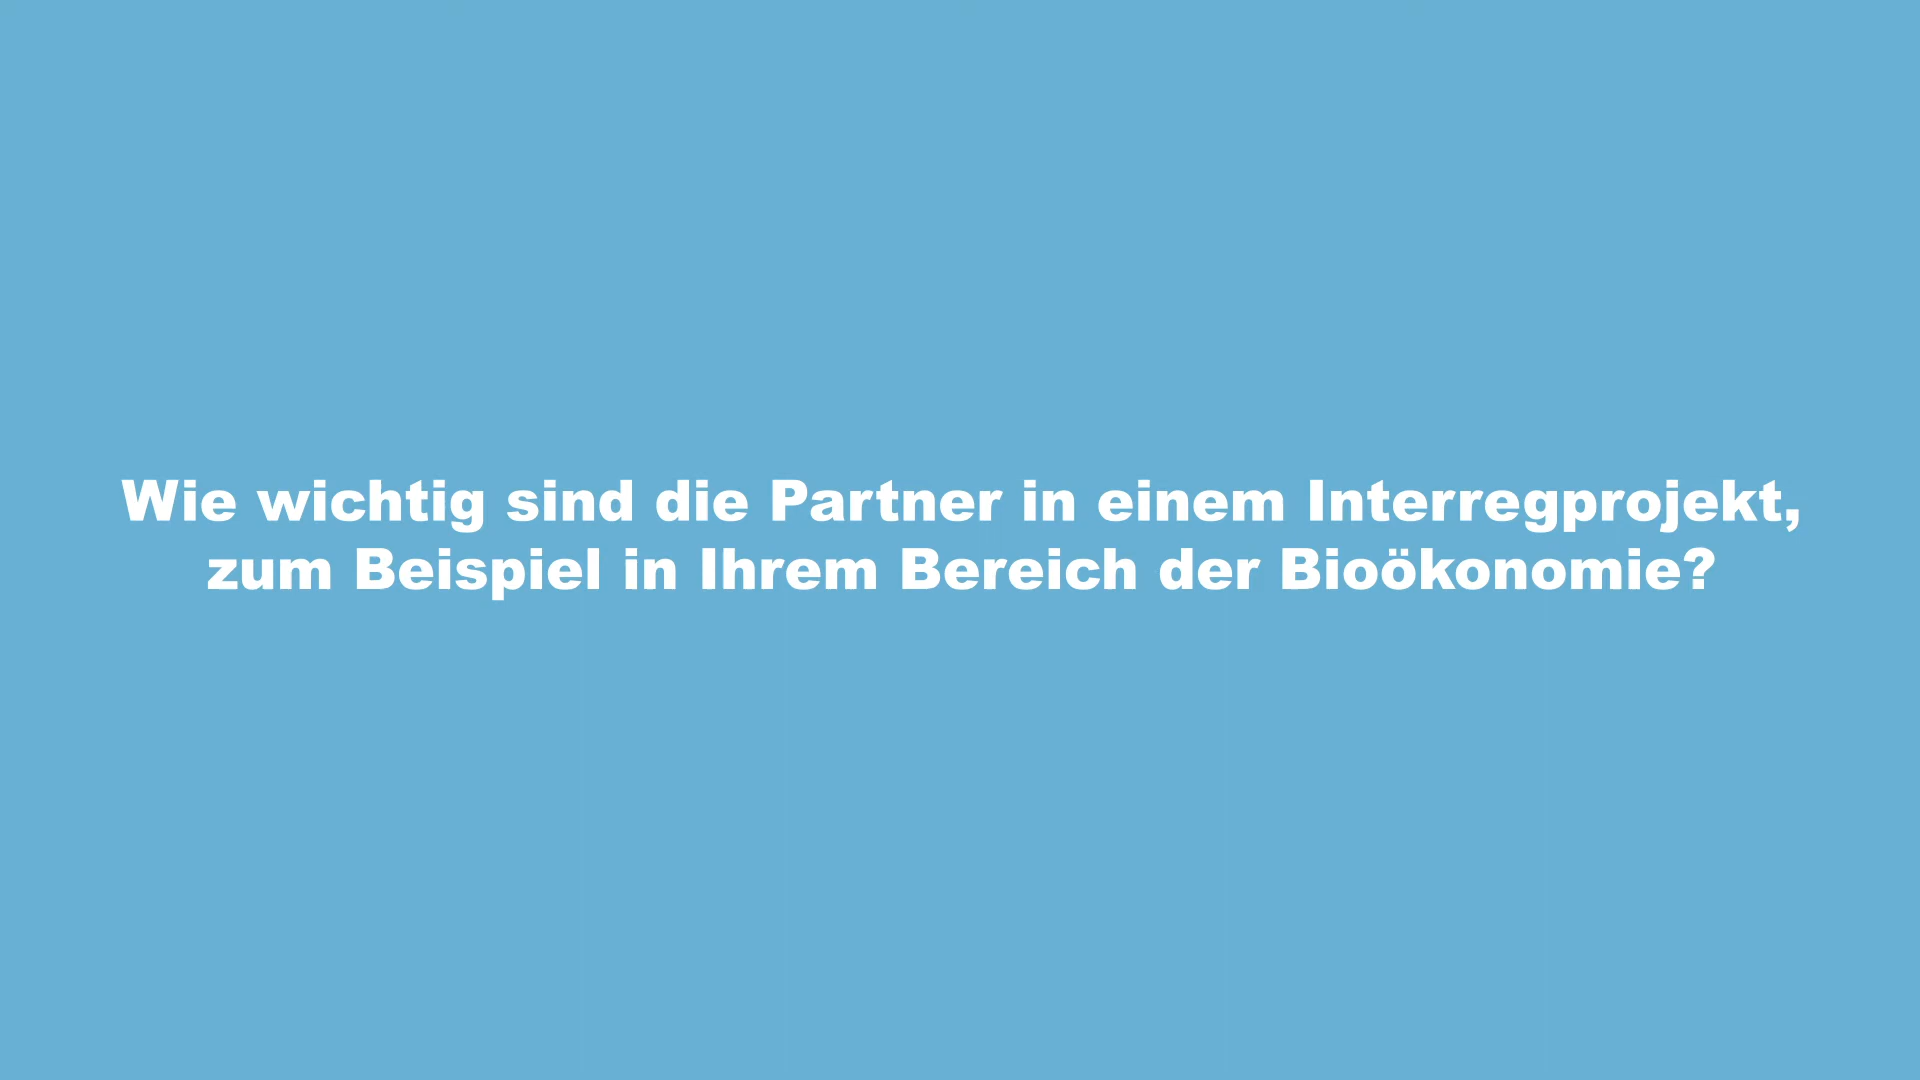 Wie wichtig sind die Partner in einem Interregprojekt,
zum Beispiel in Ihrem Bereich der Bioökonomie?